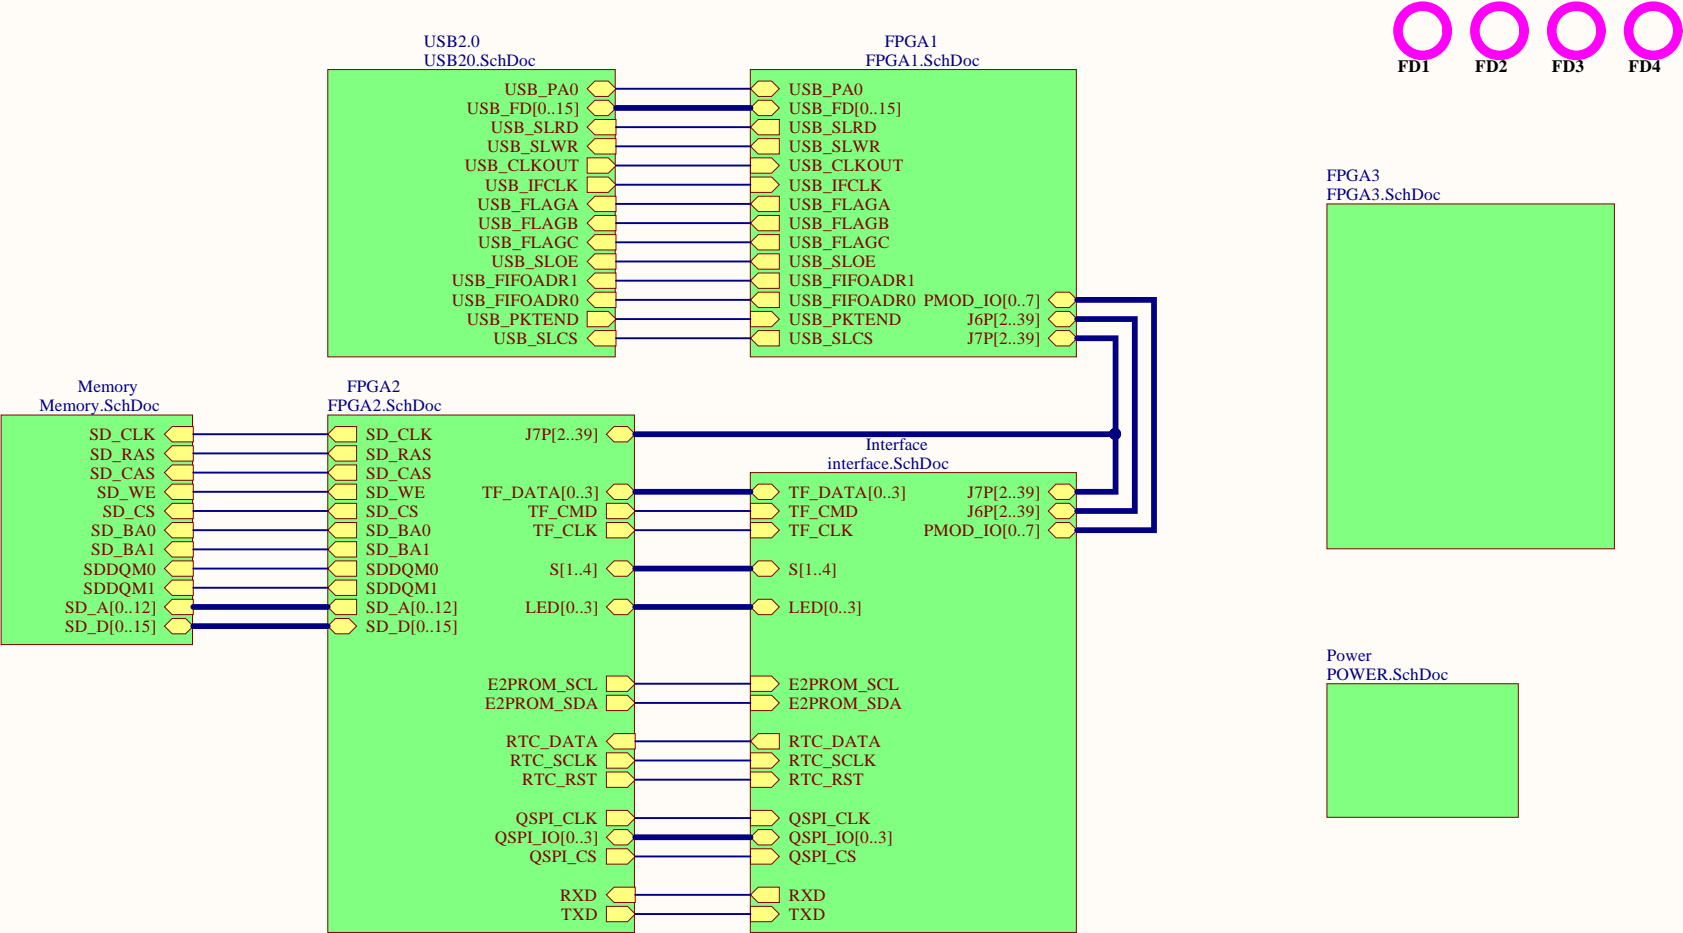 FD1 FD2 FD3 FD4
USB2.0
USB20.SchDoc
USB_PA0
USB_FD[0..15]
USB_SLRD
USB_SLWR
USB_CLKOUT
USB_IFCLK
USB_FLAGA
USB_FLAGB
USB_FLAGC
USB_SLOE
USB_FIFOADR1
USB_FIFOADR0
USB_PKTEND
USB_SLCS
FPGA1
FPGA1.SchDoc
USB_PA0
USB_FD[0..15]
USB_SLRD
USB_SLWR
USB_CLKOUT
USB_IFCLK
USB_FLAGA
USB_FLAGB
USB_FLAGC
USB_SLOE
USB_FIFOADR1
USB_FIFOADR0 PMOD_IO[0..7]
USB_PKTEND J6P[2..39]
USB_SLCS J7P[2..39]
FPGA3
FPGA3.SchDoc
Memory
Memory.SchDoc
SD_CLK
SD_RAS
SD_CAS
SD_WE
SD_CS
SD_BA0
SD_BA1
SDDQM0
SDDQM1
SD_A[0..12]
SD_D[0..15]
FPGA2
FPGA2.SchDoc
SD_CLK J7P[2..39]
SD_RAS
SD_CAS
SD_WE TF_DATA[0..3]
SD_CS TF_CMD
SD_BA0 TF_CLK
SD_BA1
SDDQM0 S[1..4]
SDDQM1
SD_A[0..12] LED[0..3]
SD_D[0..15]
E2PROM_SCL
E2PROM_SDA
RTC_DATA
RTC_SCLK
RTC_RST
QSPI_CLK
QSPI_IO[0..3]
QSPI_CS
RXD
TXD
Interface
interface.SchDoc
TF_DATA[0..3] J7P[2..39]
TF_CMD J6P[2..39]
TF_CLK PMOD_IO[0..7]
S[1..4]
LED[0..3]
E2PROM_SCL
E2PROM_SDA
RTC_DATA
RTC_SCLK
RTC_RST
QSPI_CLK
QSPI_IO[0..3]
QSPI_CS
RXD
TXD
Power
POWER.SchDoc